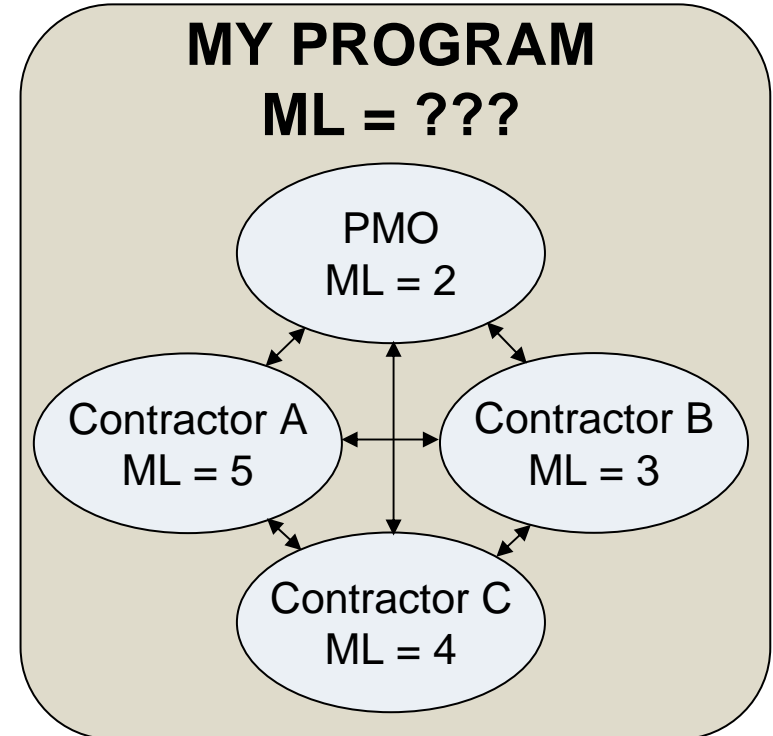 MY PROGRAM
ML = ???
PMO
ML = 2
Contractor A
ML = 5
Contractor B
ML = 3
Contractor C
ML = 4